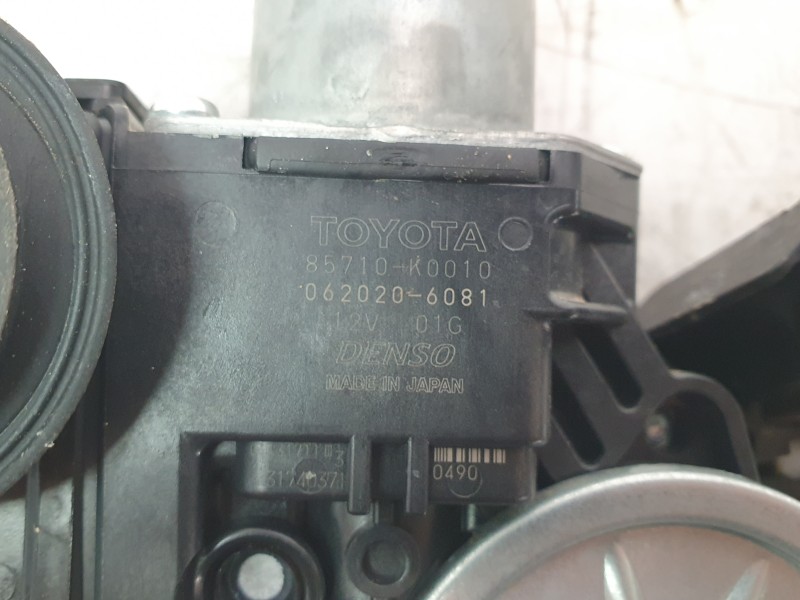 TOYOTA
85710-K0010
062020-6081
12V 01G
DENSO
MADE IN JAPAN
0490